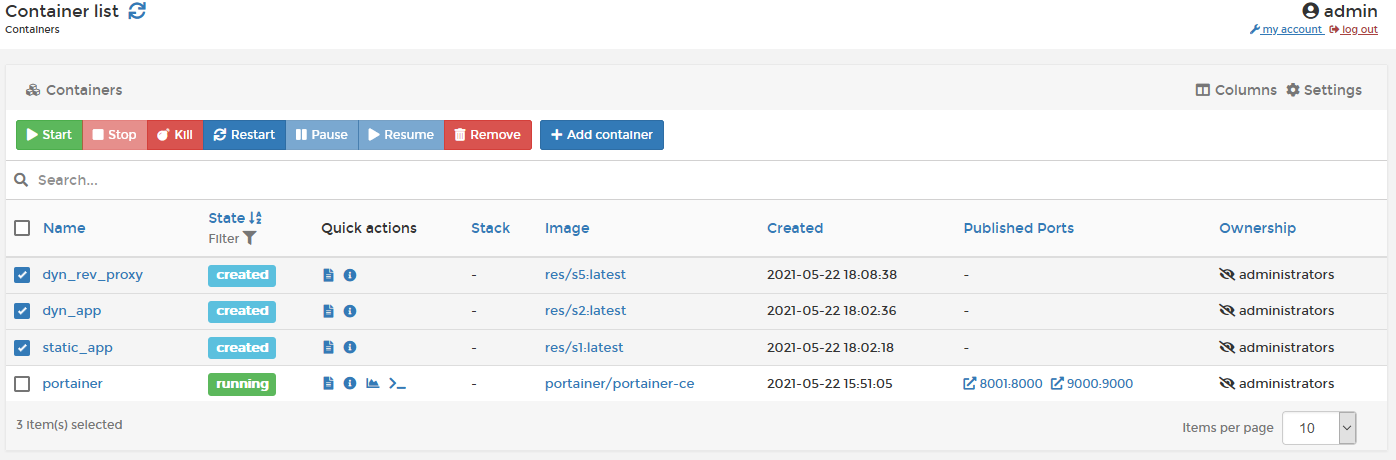 Container list
Containers
admin
my account log out
Containers
Columns Settings
Start Stop Kill Restart Pause Resume Remove Add container
Search...
Name State Filter Quick actions Stack Image Created Published Ports Ownership
dyn_rev_proxy created - res/s5:latest 2021-05-22 18:08:38 - administrators
dyn_app created - res/s2:latest 2021-05-22 18:02:36 - administrators
static_app created - res/s1:latest 2021-05-22 18:02:18 - administrators
portainer running - portainer/portainer-ce 2021-05-22 15:51:05 8001:8000 9000:9000 administrators
3 item(s) selected
Items per page 10